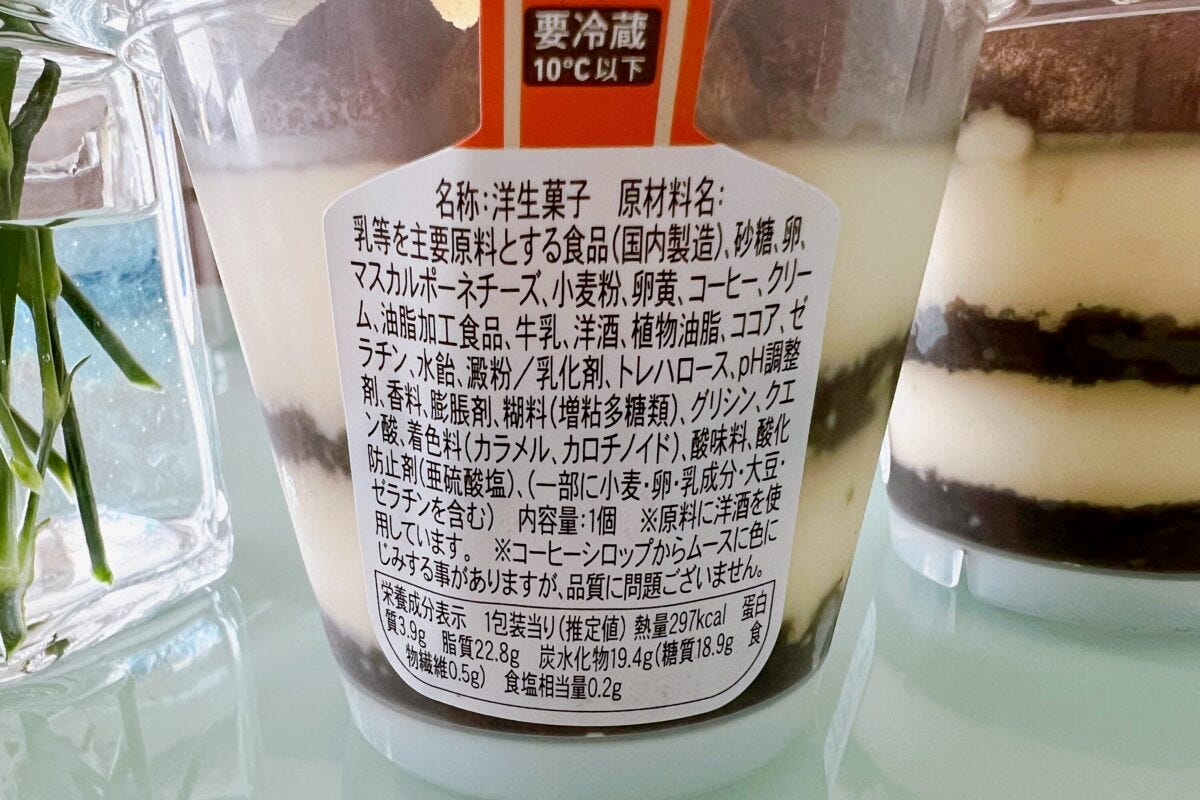 要冷蔵
10℃以下
名称:洋生菓子 原材料名:
乳等を主要原料とする食品(国内製造)、砂糖、卵、
マスカルポーネチーズ、小麦粉、卵黄、コーヒー、クリー
ム、油脂加工食品、牛乳、洋酒、植物油脂、ココア、ゼ
ラチン、水飴、澱粉/乳化剤、トレハロース、pH調整
剤、香料、膨脹剤、糊料(増粘多糖類)、グリシン、クエ
ン酸、着色料(カラメル、カロチノイド)、酸味料、酸化
防止剤(亜硫酸塩)、(一部に小麦・卵・乳成分・大豆・
ゼラチンを含む) 内容量:1個 ※原料に洋酒を使
用しています。 ※コーヒーシロップからムースに色に
じみする事がありますが、品質に問題ございません。
栄養成分表示 1包装当り(推定値) 熱量297kcal 蛋白
質3.9g 脂質22.8g 炭水化物19.4g(糖質18.9g 食
物繊維0.5g) 食塩相当量0.2g